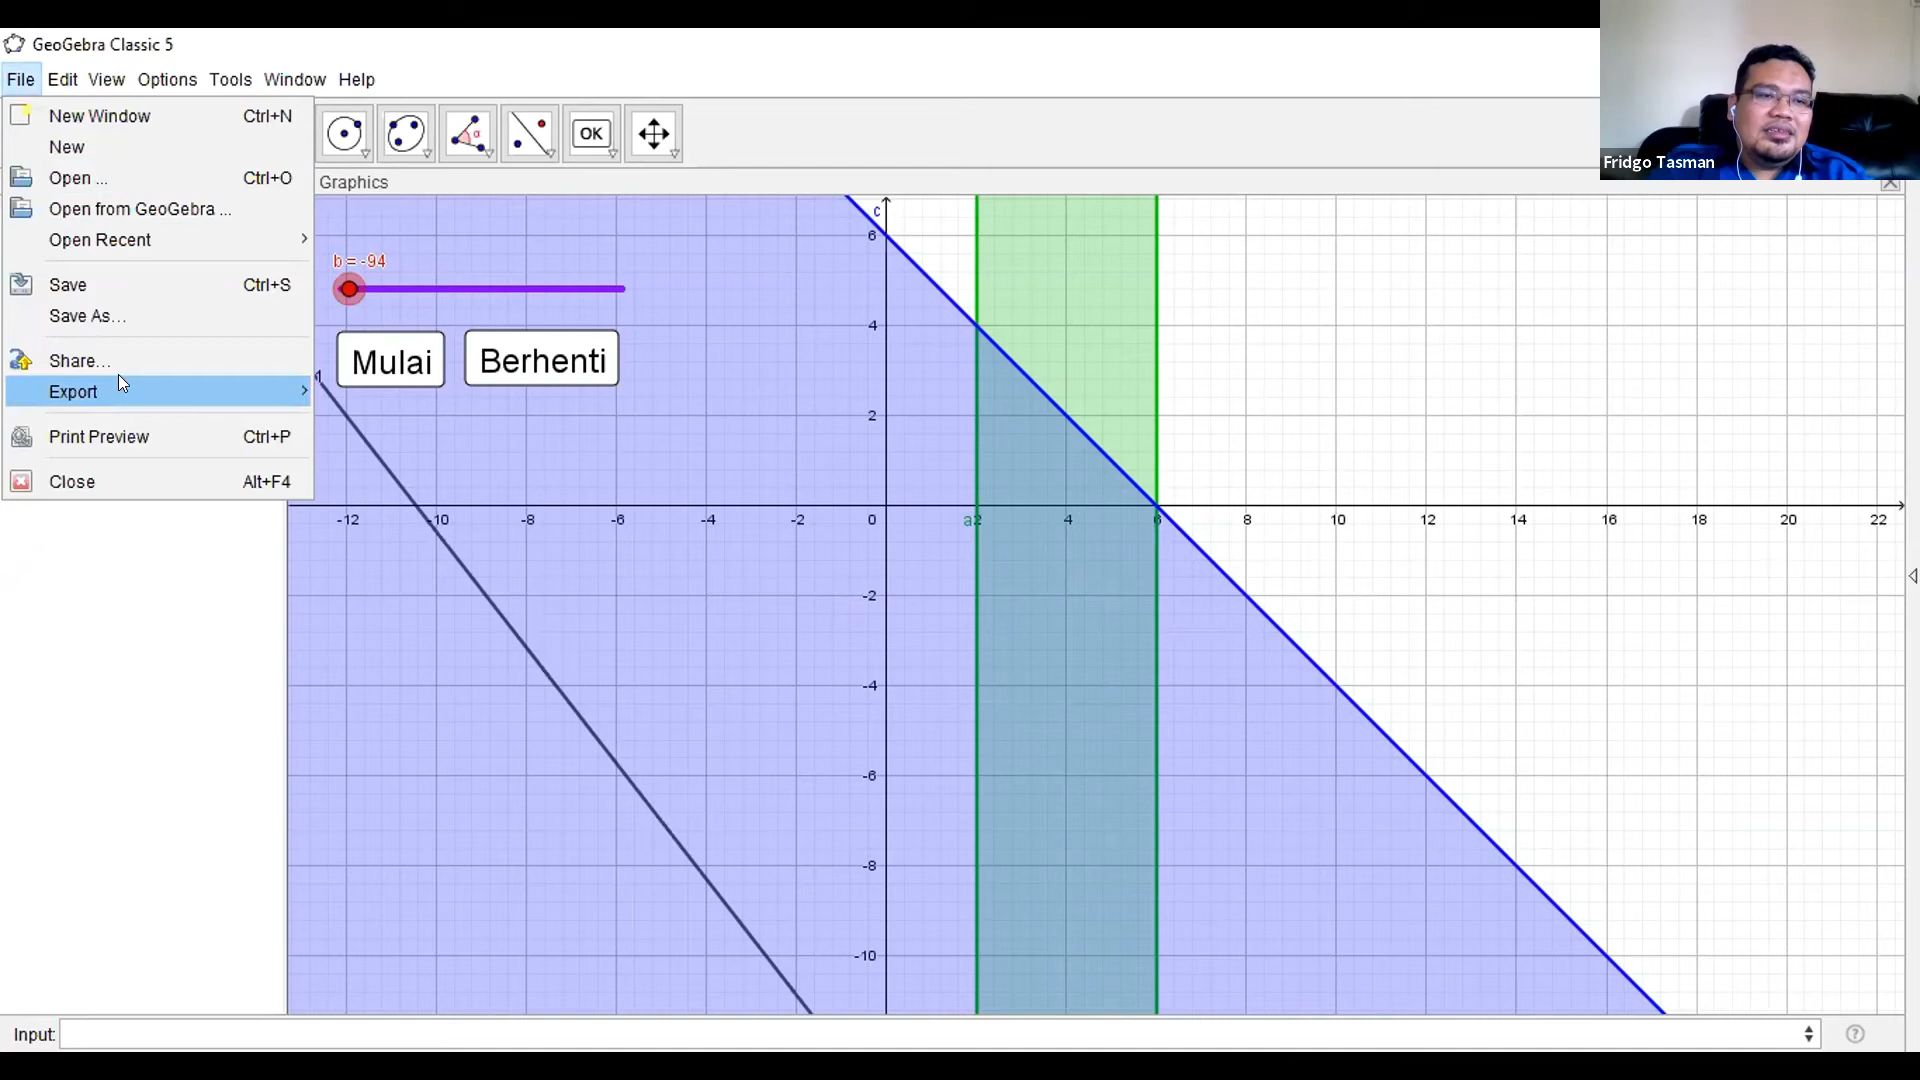 GeoGebra Classic 5
File Edit View Options Tools Window Help
New Window Ctrl+N
New
Open ... Ctrl+O
Open from GeoGebra ...
Open Recent
Save Ctrl+S
Save As...
Share...
Export
Print Preview Ctrl+P
Close Alt+F4
α
OK
Fridgo Tasman
Graphics
c
b = -94
Mulai Berhenti
6
4
2
-12 -10 -8 -6 -4 -2 0 a 2 4 6 8 10 12 14 16 18 20 22
-2
-4
-6
-8
-10
Input:
?